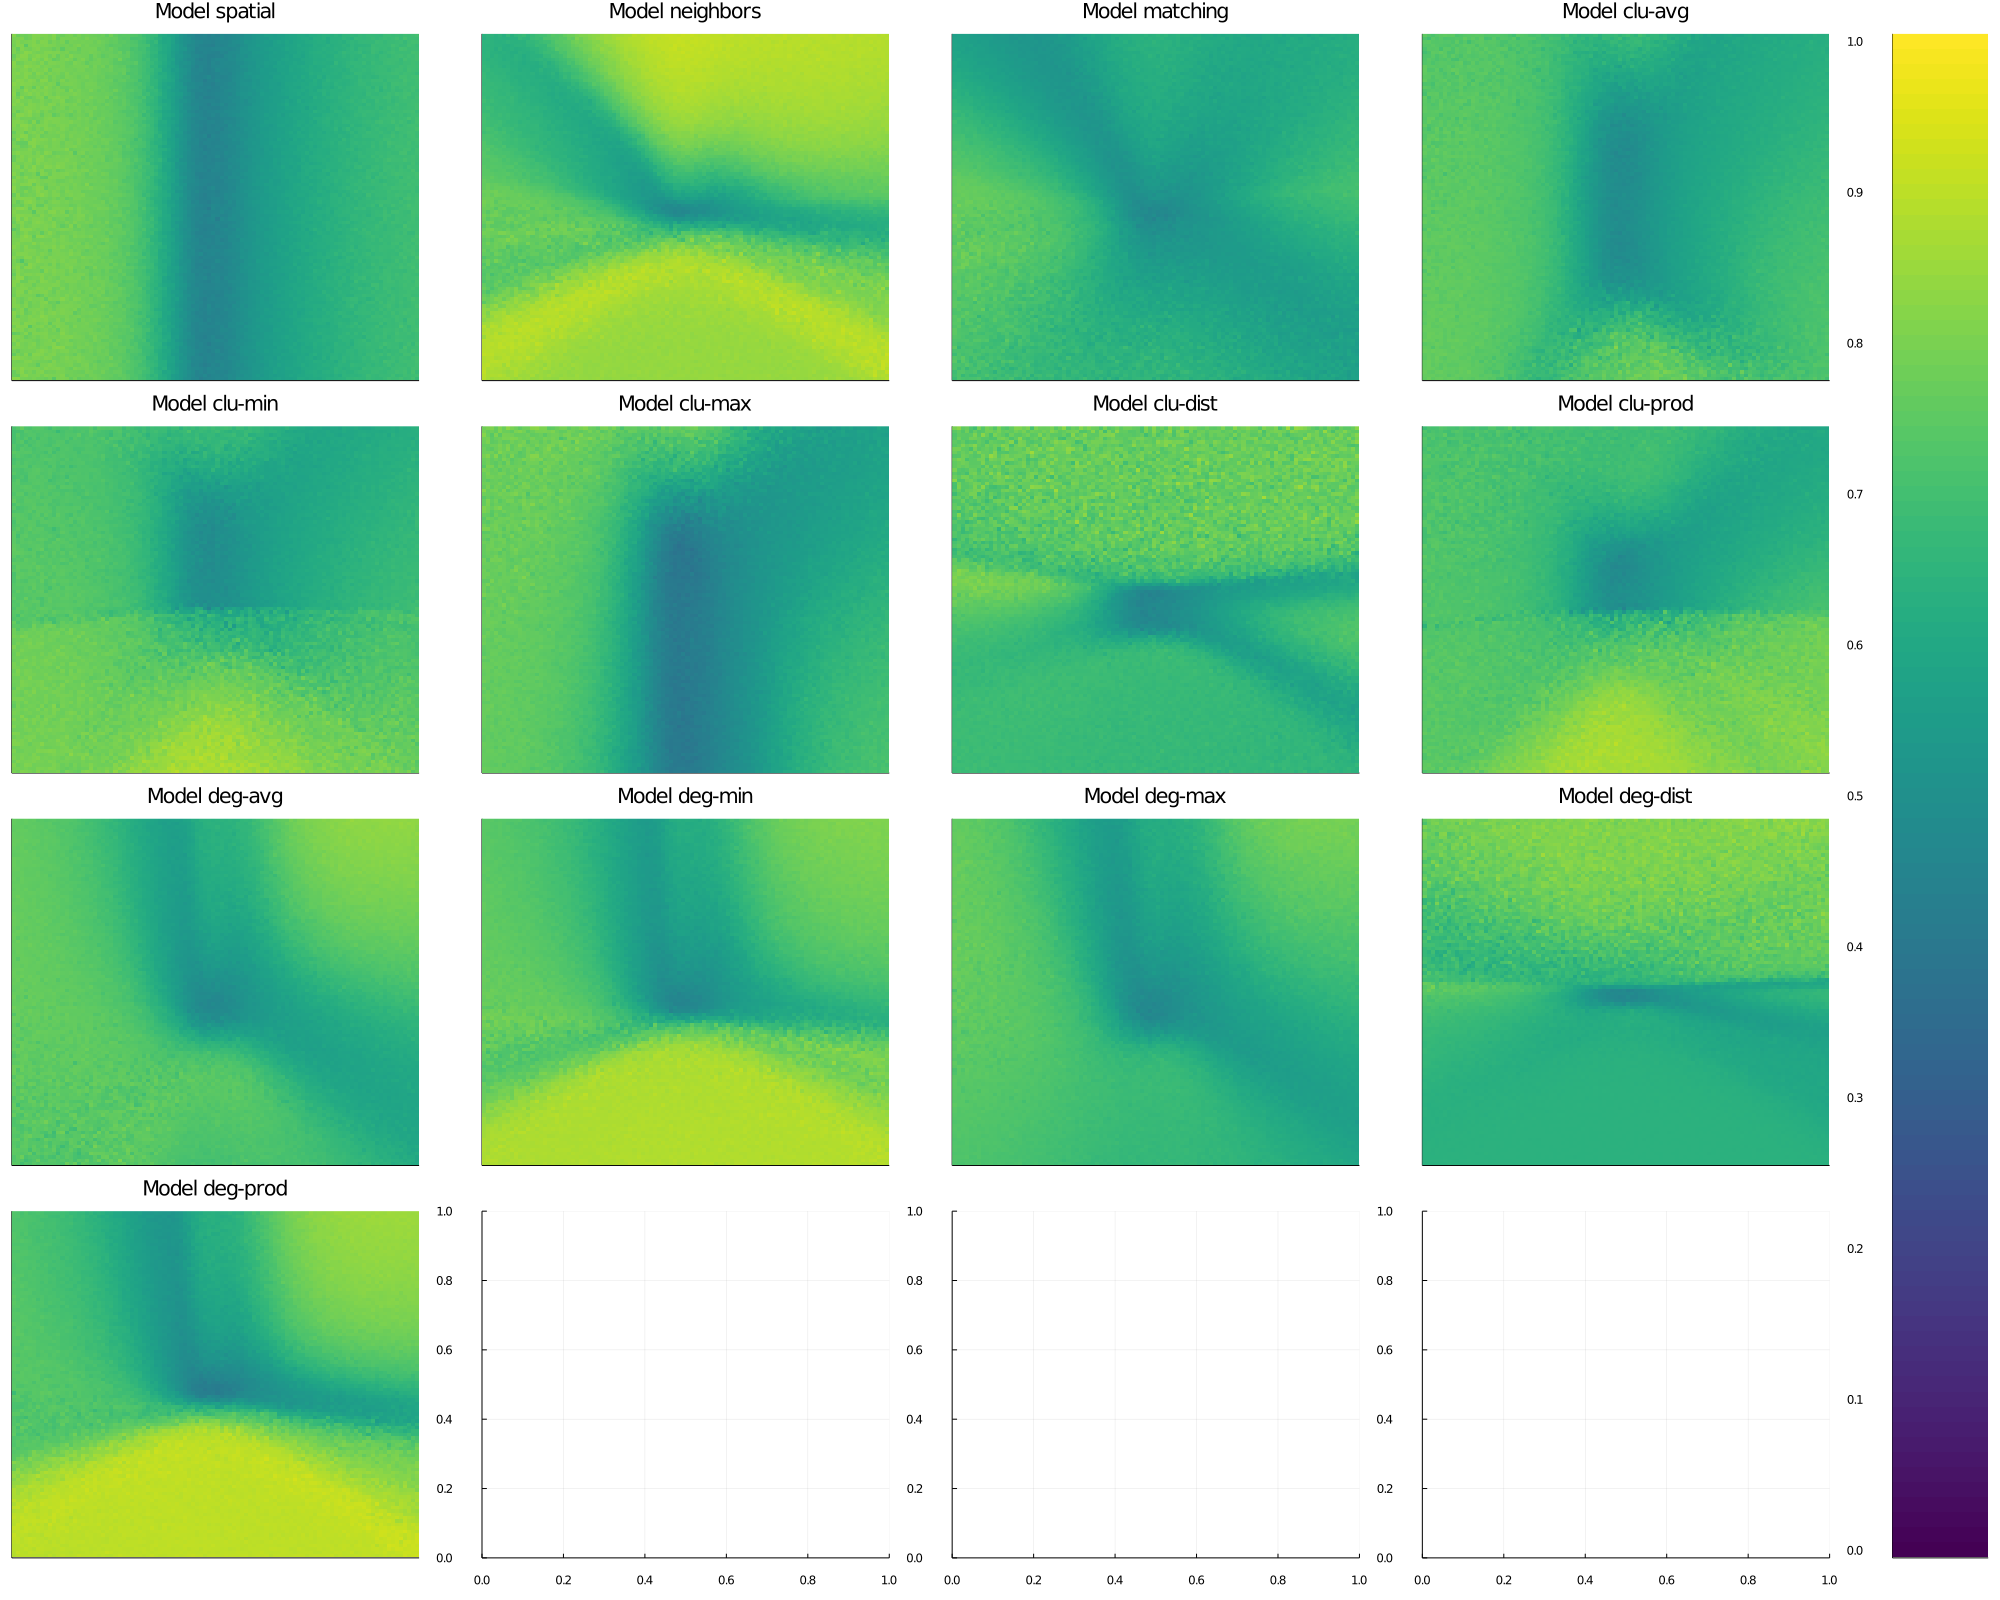 Model spatial
Model neighbors
Model matching
Model clu-avg
Model clu-min
Model clu-max
Model clu-dist
Model clu-prod
Model deg-avg
Model deg-min
Model deg-max
Model deg-dist
Model deg-prod
1.0
0.8
0.6
0.4
0.2
0.0
0.0 0.2 0.4 0.6 0.8 1.0
1.0
0.8
0.6
0.4
0.2
0.0
0.0 0.2 0.4 0.6 0.8 1.0
1.0
0.8
0.6
0.4
0.2
0.0
0.0 0.2 0.4 0.6 0.8 1.0
1.0
0.9
0.8
0.7
0.6
0.5
0.4
0.3
0.2
0.1
0.0